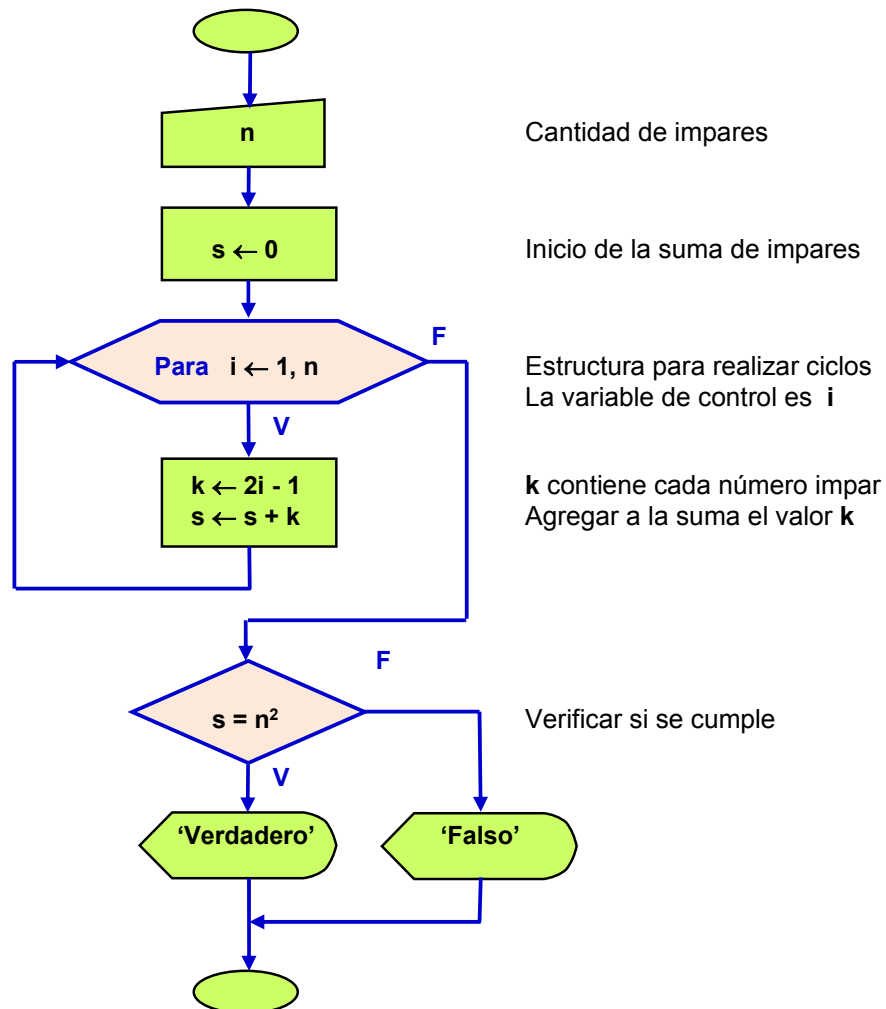 n
Cantidad de impares
s ← 0
Inicio de la suma de impares
F
Para i ← 1, n
Estructura para realizar ciclos
La variable de control es i
V
k ← 2i - 1
s ← s + k
k contiene cada número impar
Agregar a la suma el valor k
F
s = n²
Verificar si se cumple
V
‘Verdadero’
‘Falso’